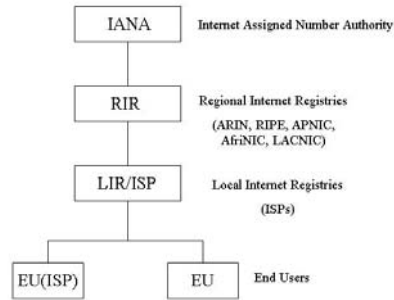 IANA
Internet Assigned Number Authority
RIR
Regional Internet Registries
(ARIN, RIPE, APNIC,
AfriNIC, LACNIC)
LIR/ISP
Local Internet Registries
(ISPs)
EU(ISP)
EU
End Users